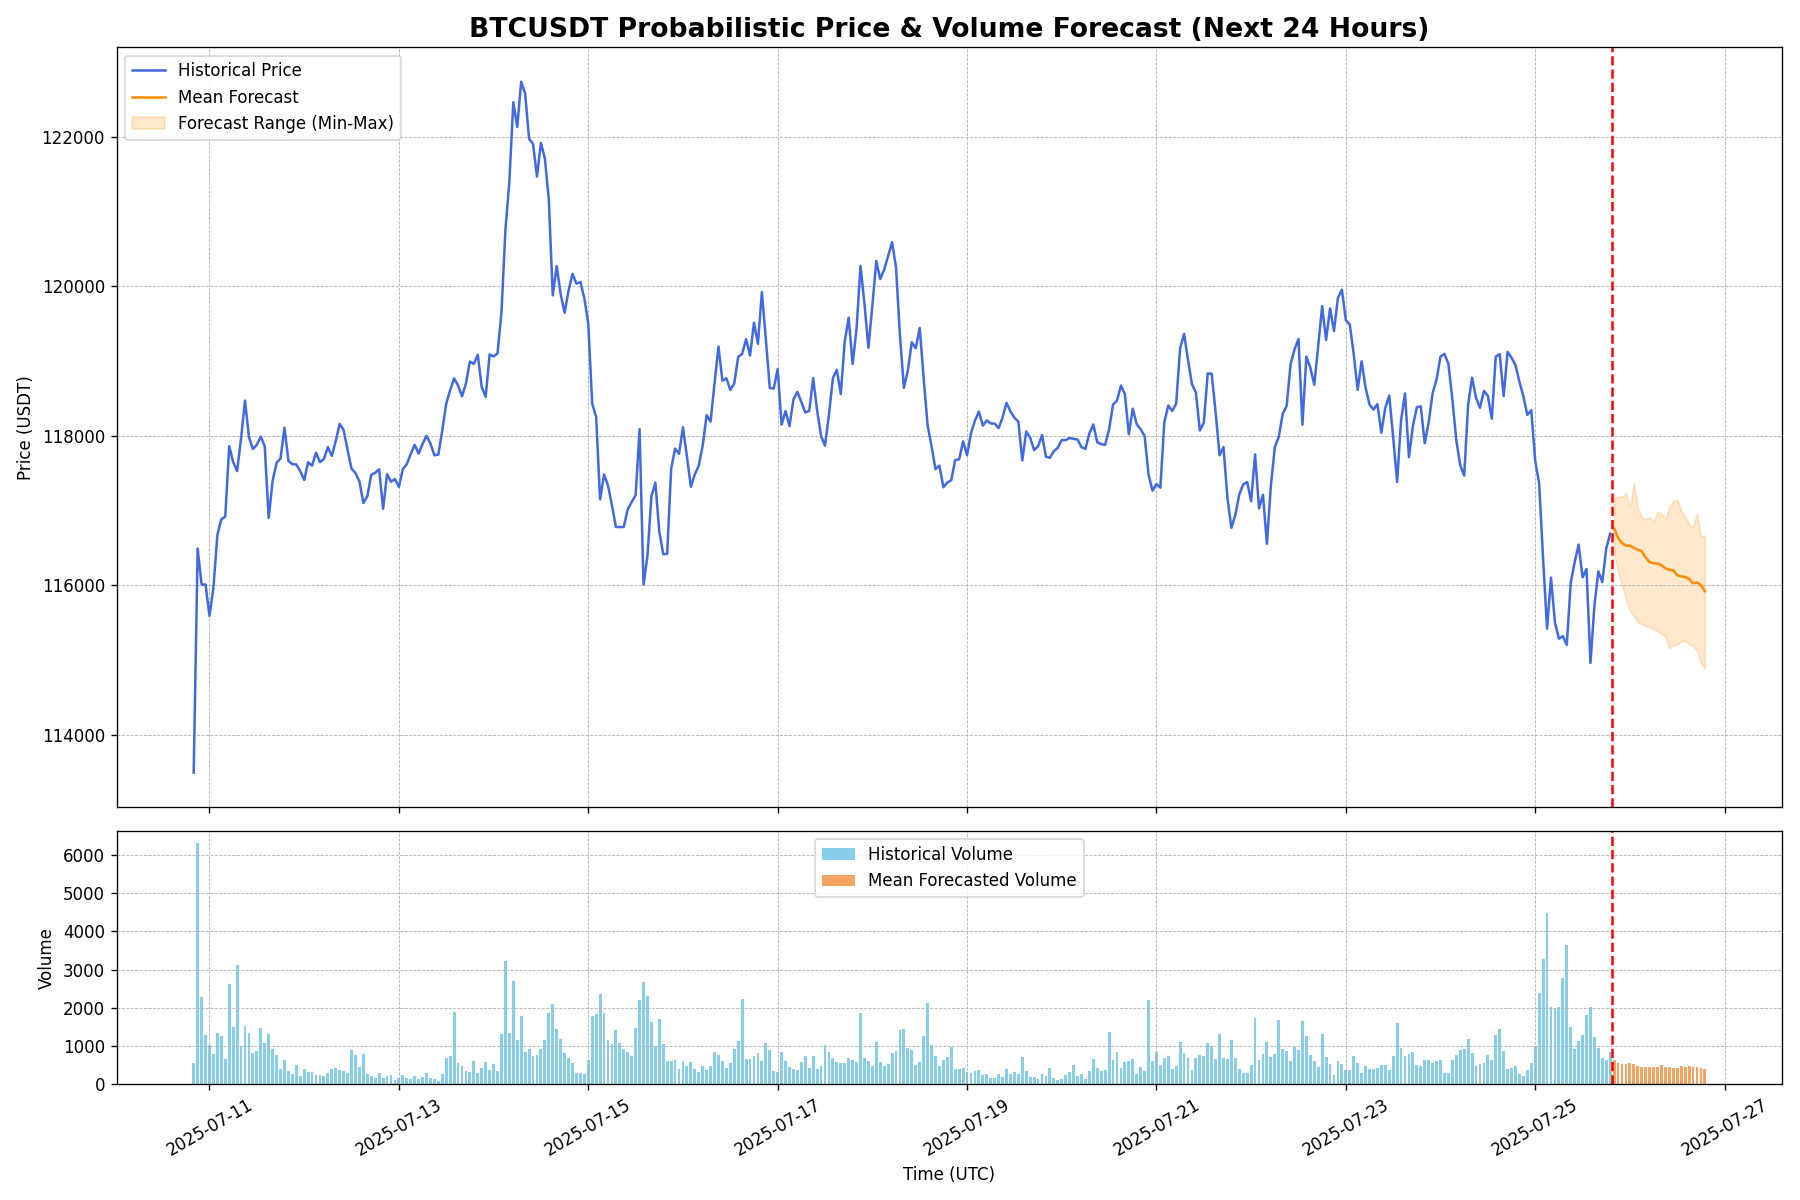 BTCUSDT Probabilistic Price & Volume Forecast (Next 24 Hours)
Historical Price
Mean Forecast
Forecast Range (Min-Max)
Price (USDT)
122000
120000
118000
116000
114000
Historical Volume
Mean Forecasted Volume
Volume
6000
5000
4000
3000
2000
1000
0
2025-07-11
2025-07-13
2025-07-15
2025-07-17
2025-07-19
2025-07-21
2025-07-23
2025-07-25
2025-07-27
Time (UTC)